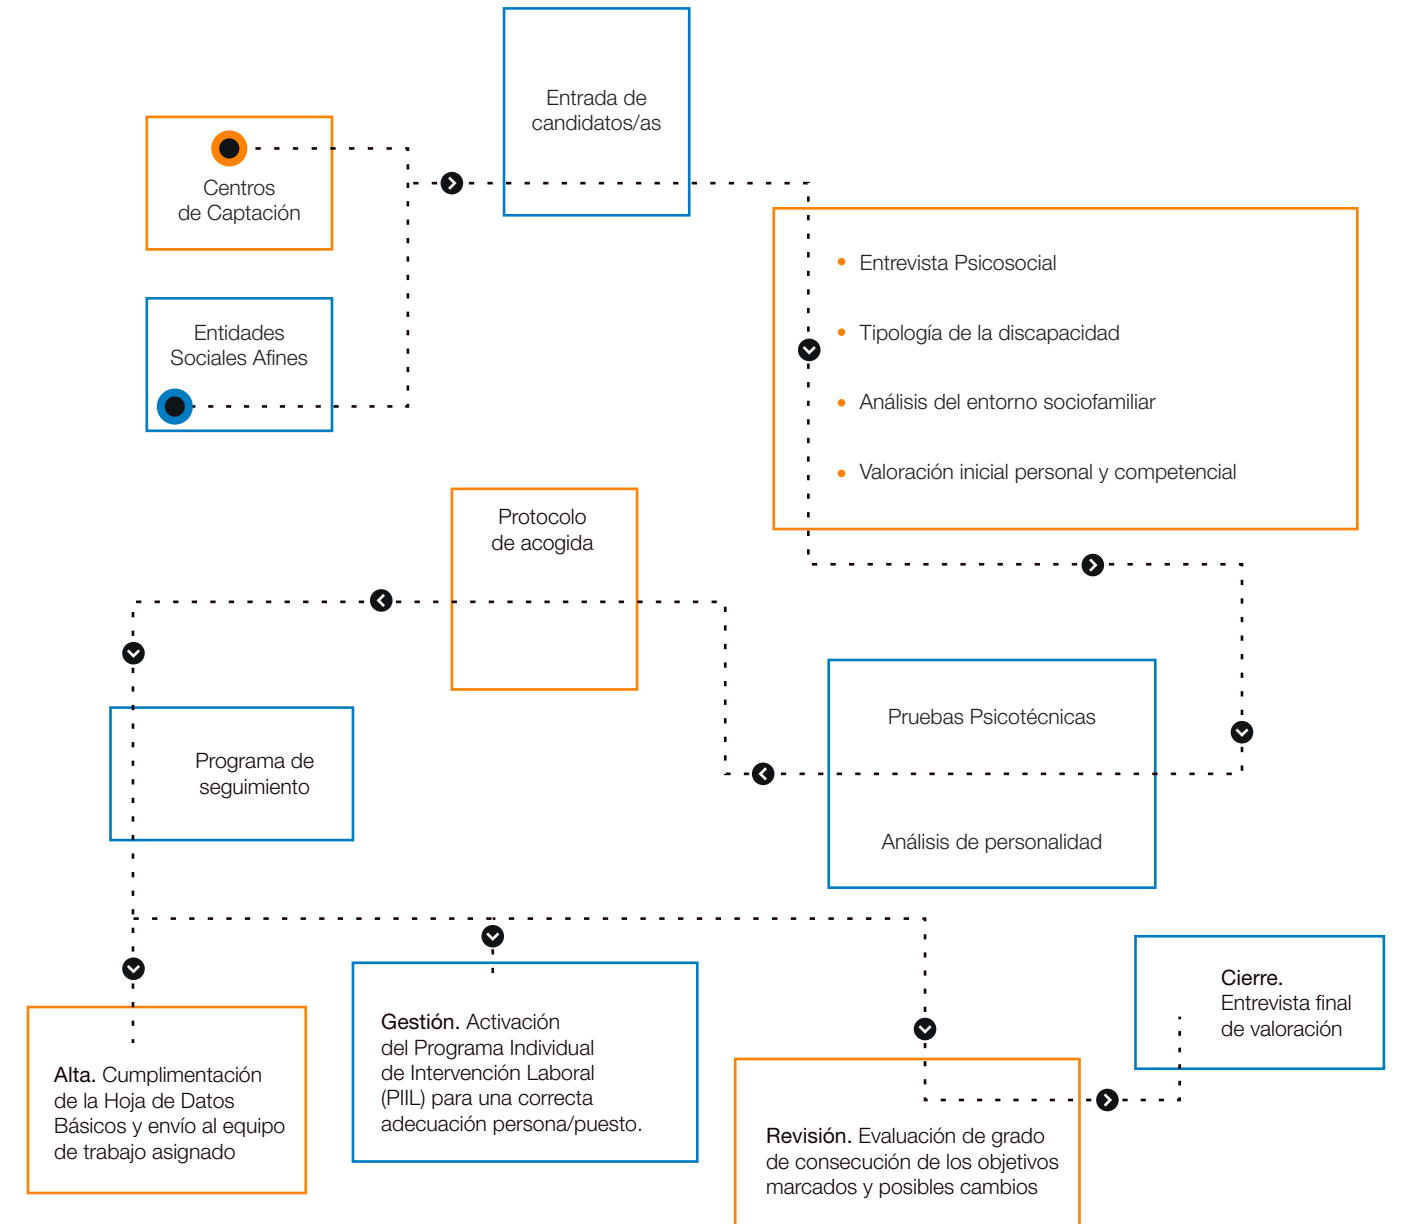 Entrada de
candidatos/as
Centros
de Captación
Entidades
Sociales Afines
Entrevista Psicosocial
Tipología de la discapacidad
Análisis del entorno sociofamiliar
Valoración inicial personal y competencial
Protocolo
de acogida
Pruebas Psicotécnicas
Análisis de personalidad
Programa de
seguimiento
Alta. Cumplimentación
de la Hoja de Datos
Básicos y envío al equipo
de trabajo asignado
Gestión. Activación
del Programa Individual
de Intervención Laboral
(PIIL) para una correcta
adecuación persona/puesto.
Revisión. Evaluación de grado
de consecución de los objetivos
marcados y posibles cambios
Cierre.
Entrevista final
de valoración